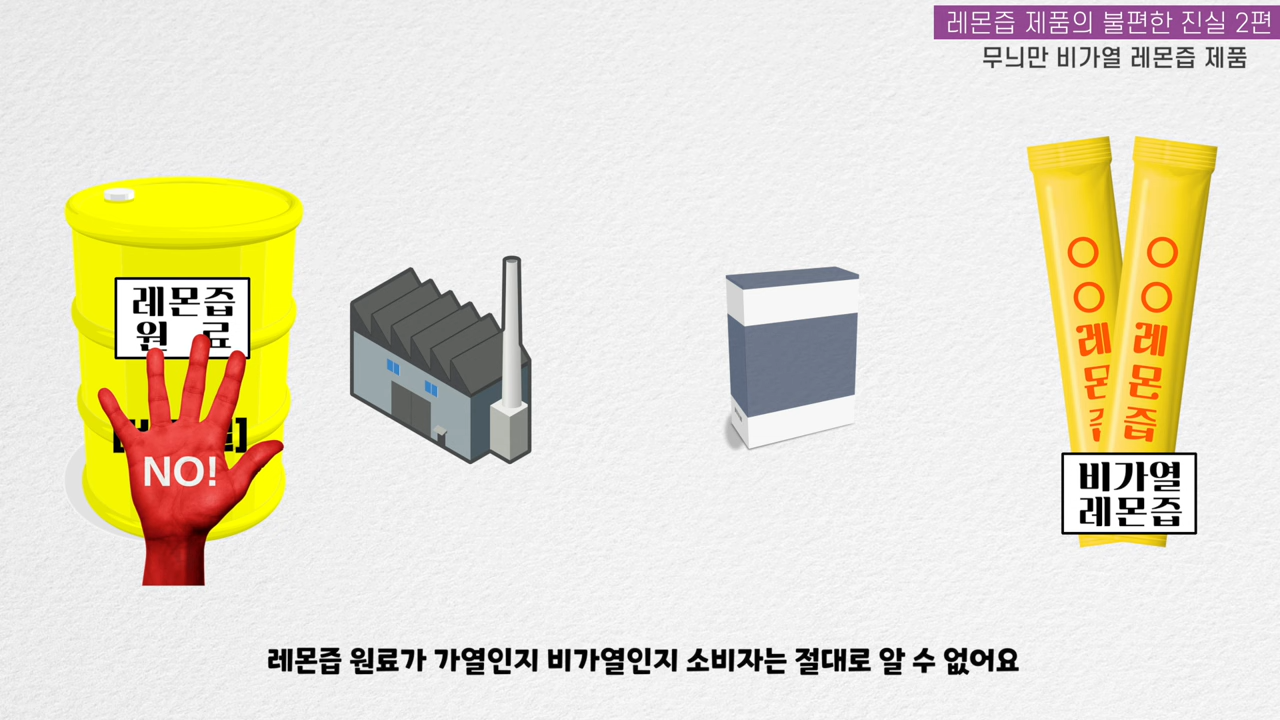 레몬즙 제품의 불편한 진실 2편
무늬만 비가열 레몬즙 제품
레몬즙
원료
NO!
○○레몬즙
○○레몬즙
비가열
레몬즙
레몬즙 원료가 가열인지 비가열인지 소비자는 절대로 알 수 없어요